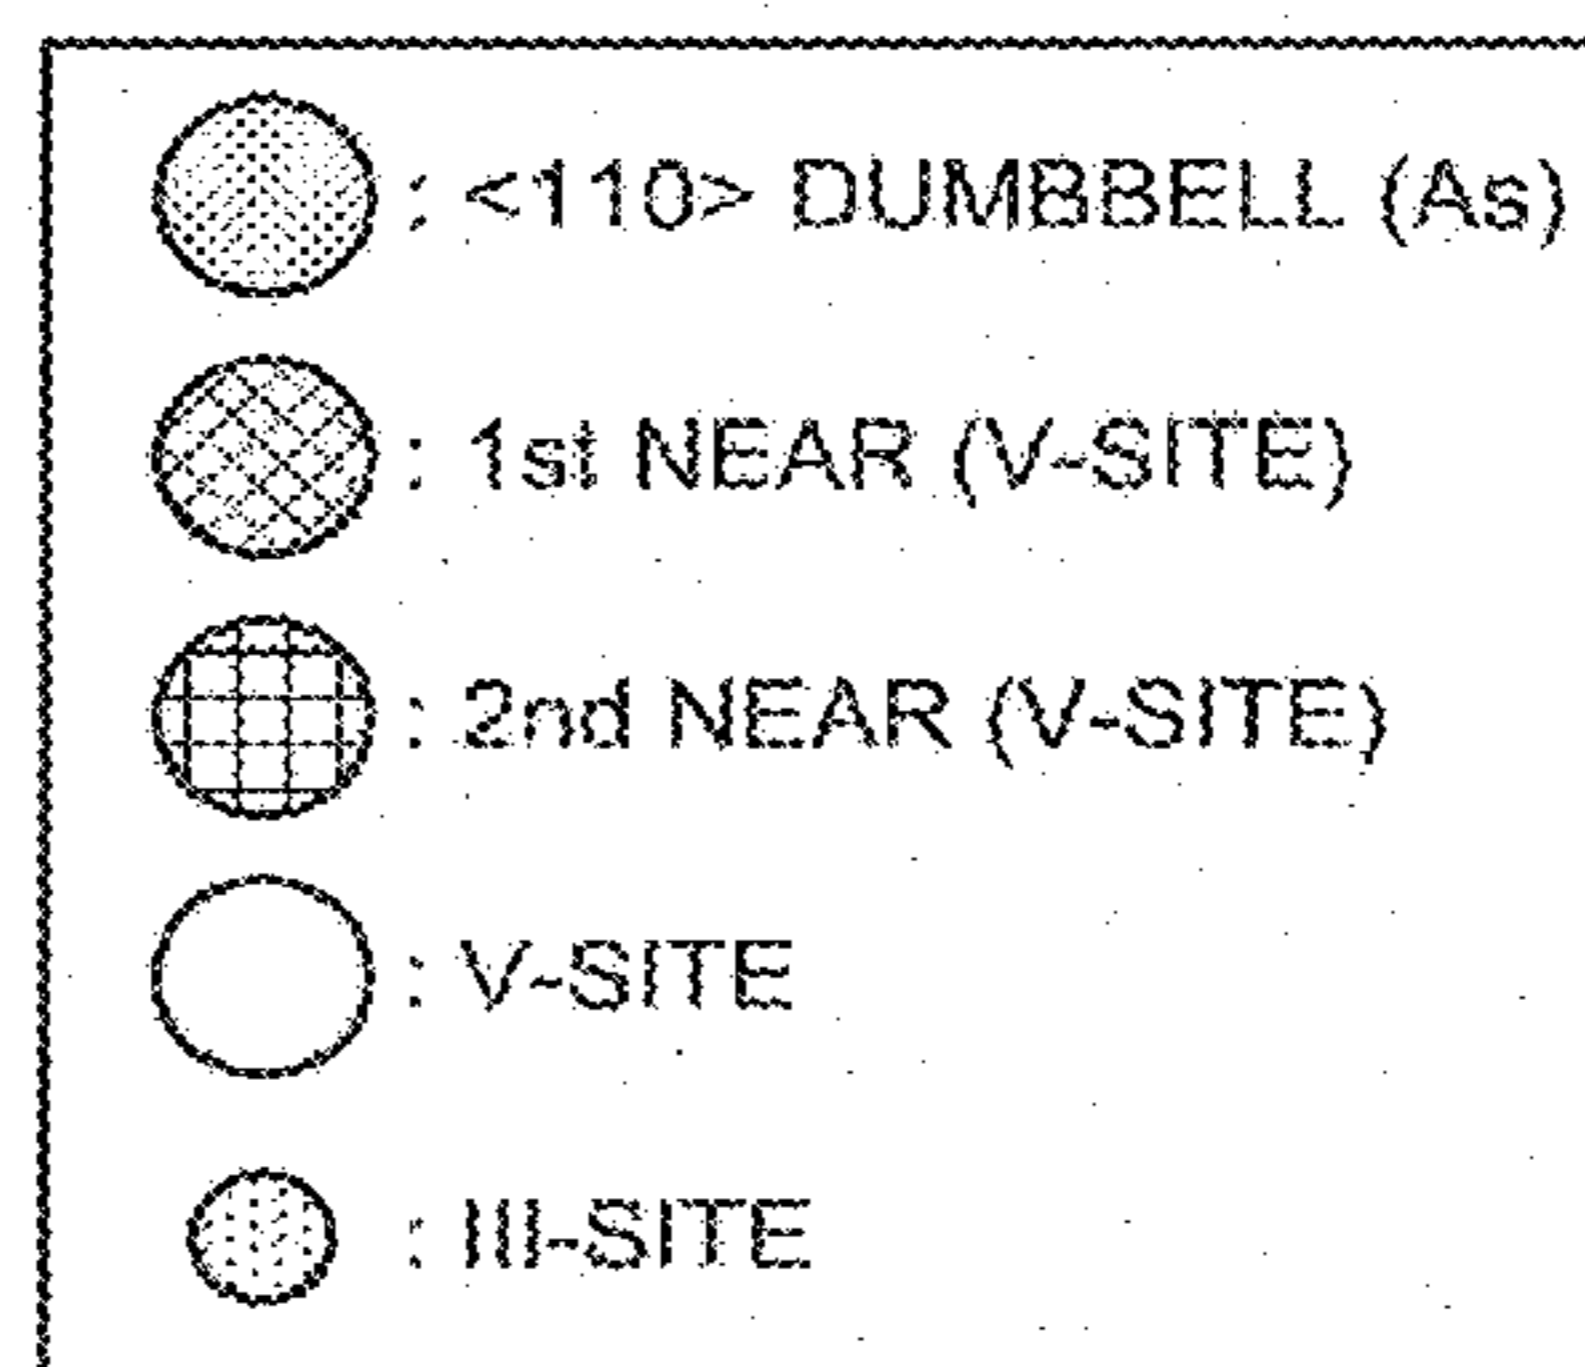 : <110> DUMBBELL (As)
: 1st NEAR (V-SITE)
: 2nd NEAR (V-SITE)
: V-SITE
: III-SITE